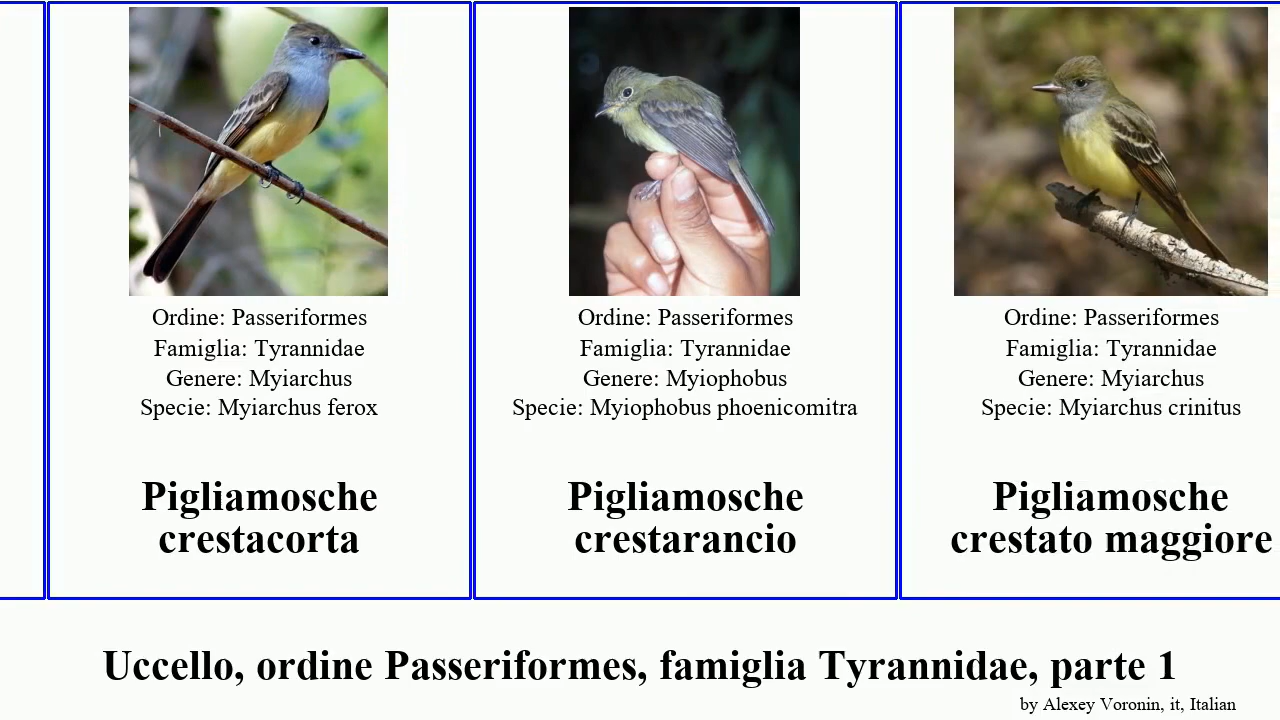 Ordine: Passeriformes
Famiglia: Tyrannidae
Genere: Myiarchus
Specie: Myiarchus ferox
Pigliamosche
crestacorta
Ordine: Passeriformes
Famiglia: Tyrannidae
Genere: Myiophobus
Specie: Myiophobus phoenicomitra
Pigliamosche
crestarancio
Ordine: Passeriformes
Famiglia: Tyrannidae
Genere: Myiarchus
Specie: Myiarchus crinitus
Pigliamosche
crestato maggiore
Uccello, ordine Passeriformes, famiglia Tyrannidae, parte 1
by Alexey Voronin, it, Italian